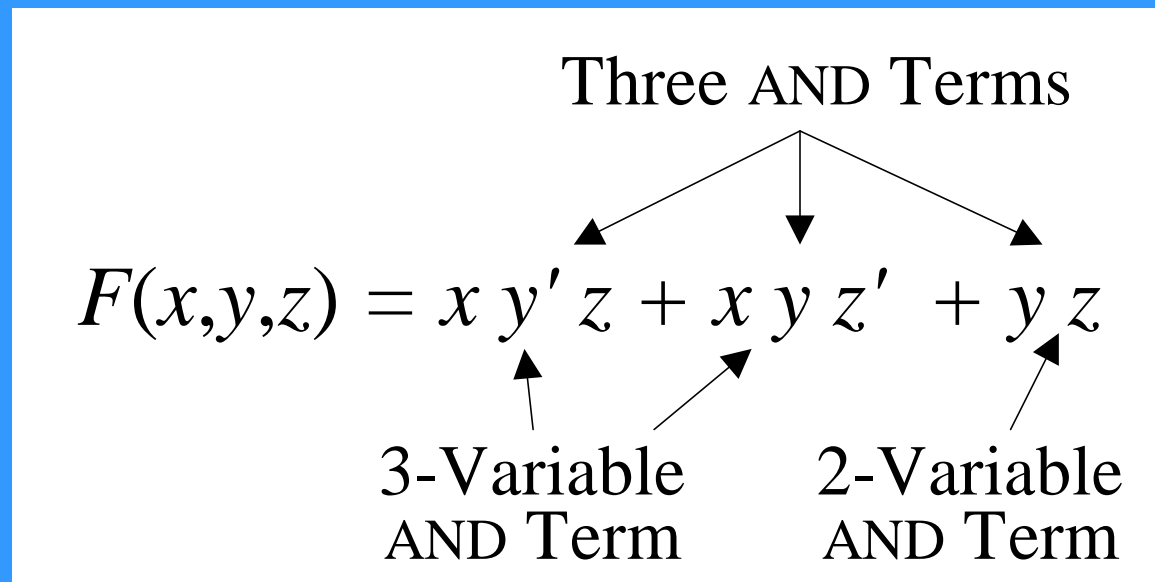 Three AND Terms
F(x,y,z) = x y′ z + x y z′ + y z
3-Variable 2-Variable
AND Term AND Term